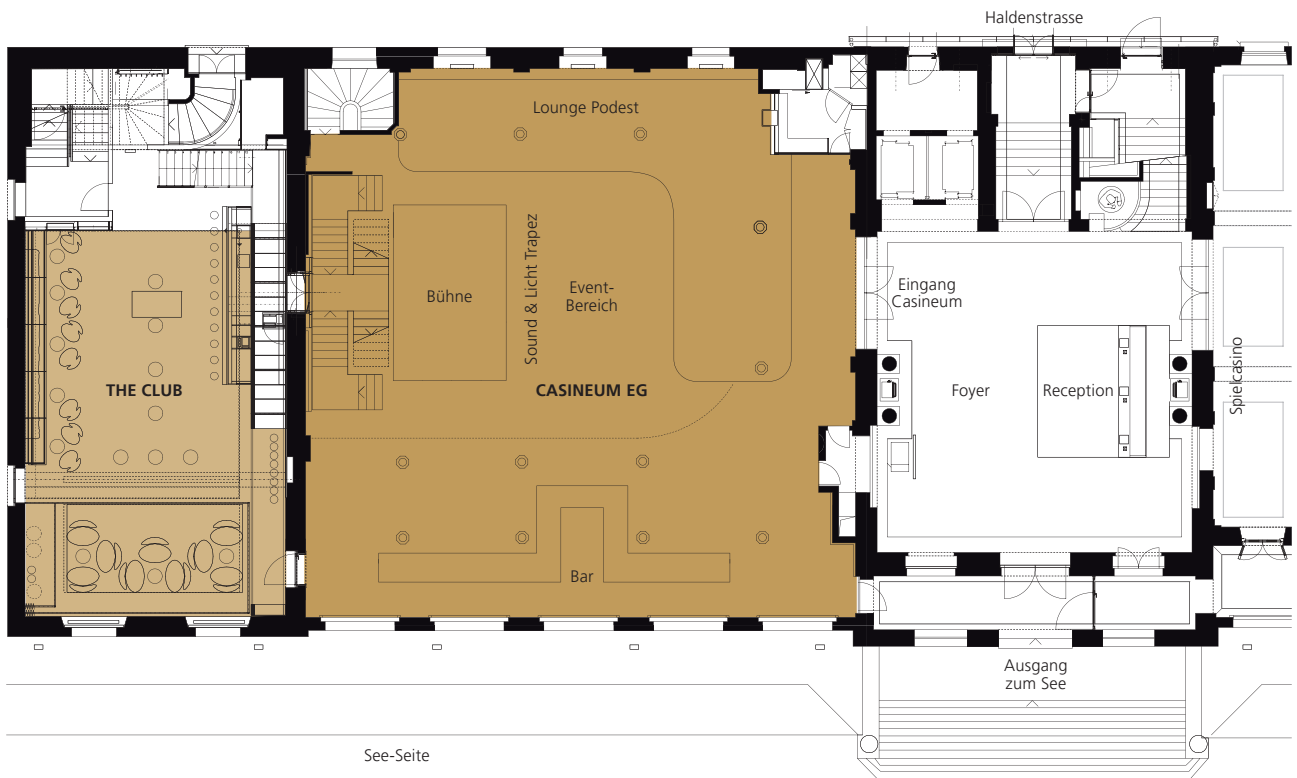 Haldenstrasse
Lounge Podest
Sound & Licht Trapez
Bühne
Event-
Bereich
Eingang
Casineum
THE CLUB
CASINEUM EG
Foyer
Reception
Spielcasino
Bar
Ausgang
zum See
See-Seite